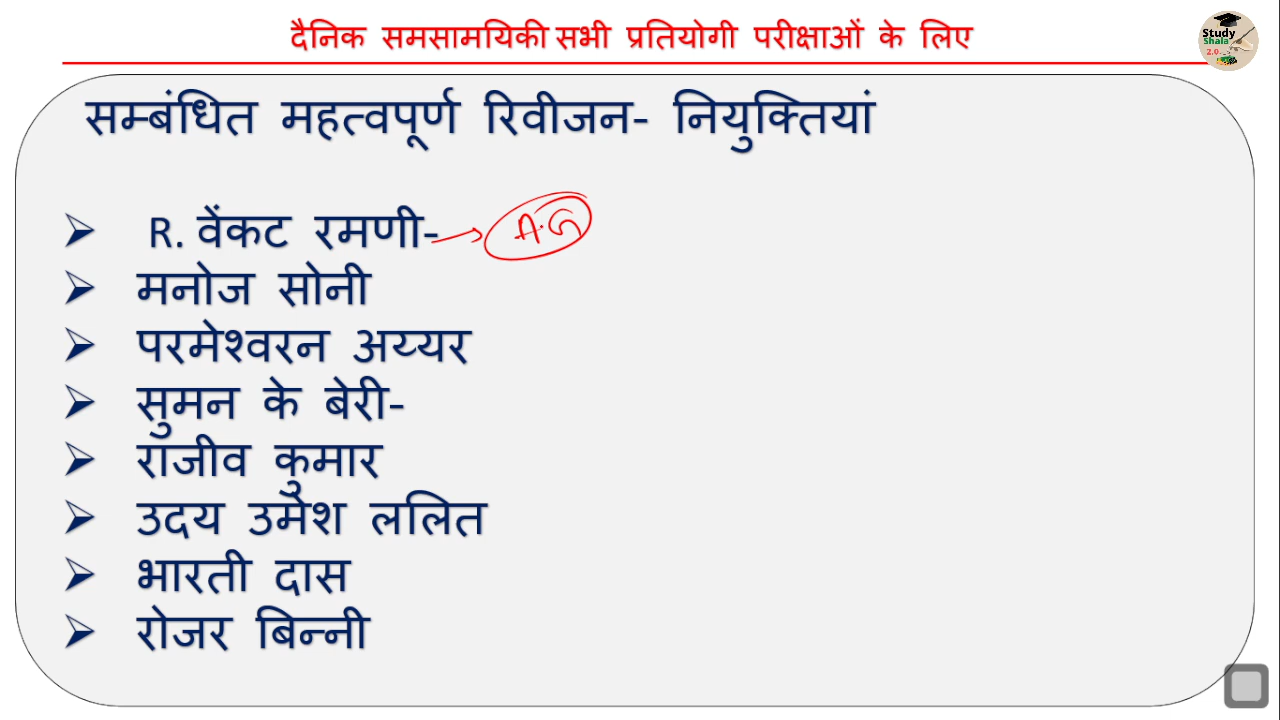 दैनिक समसामयिकी सभी प्रतियोगी परीक्षाओं के लिए
Study
Shala
2.0
सम्बंधित महत्वपूर्ण रिवीजन- नियुक्तियां
➢ R. वेंकट रमणी- → A.G
➢ मनोज सोनी
➢ परमेश्वरन अय्यर
➢ सुमन के बेरी-
➢ राजीव कुमार
➢ उदय उमेश ललित
➢ भारती दास
➢ रोजर बिन्नी